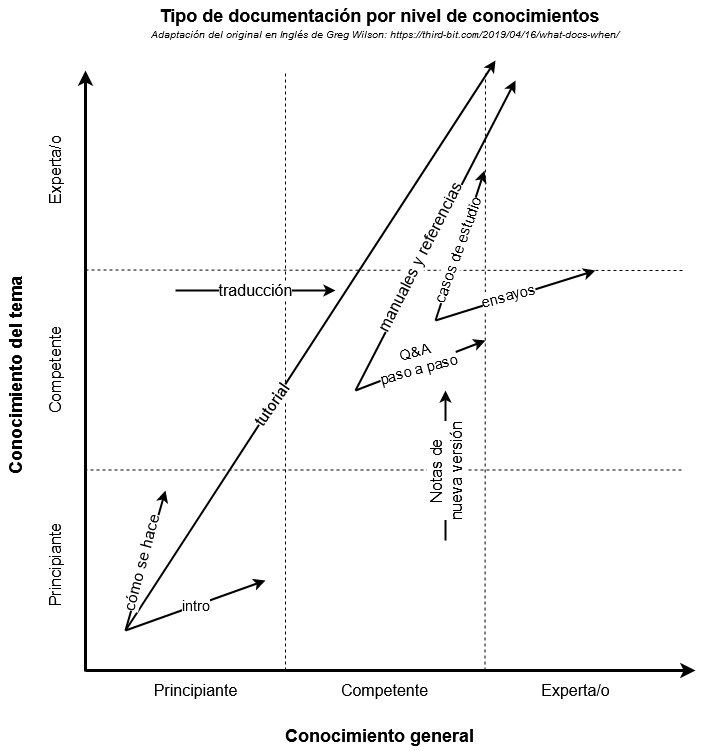 Tipo de documentación por nivel de conocimientos
Adaptación del original en Inglés de Greg Wilson: https://third-bit.com/2019/04/16/what-docs-when/
Conocimiento del tema
Experta/o
Competente
Principiante
traducción
tutorial
manuales y referencias
casos de estudio
ensayos
Q&A
paso a paso
Notas de
nueva versión
cómo se hace
intro
Principiante
Competente
Experta/o
Conocimiento general